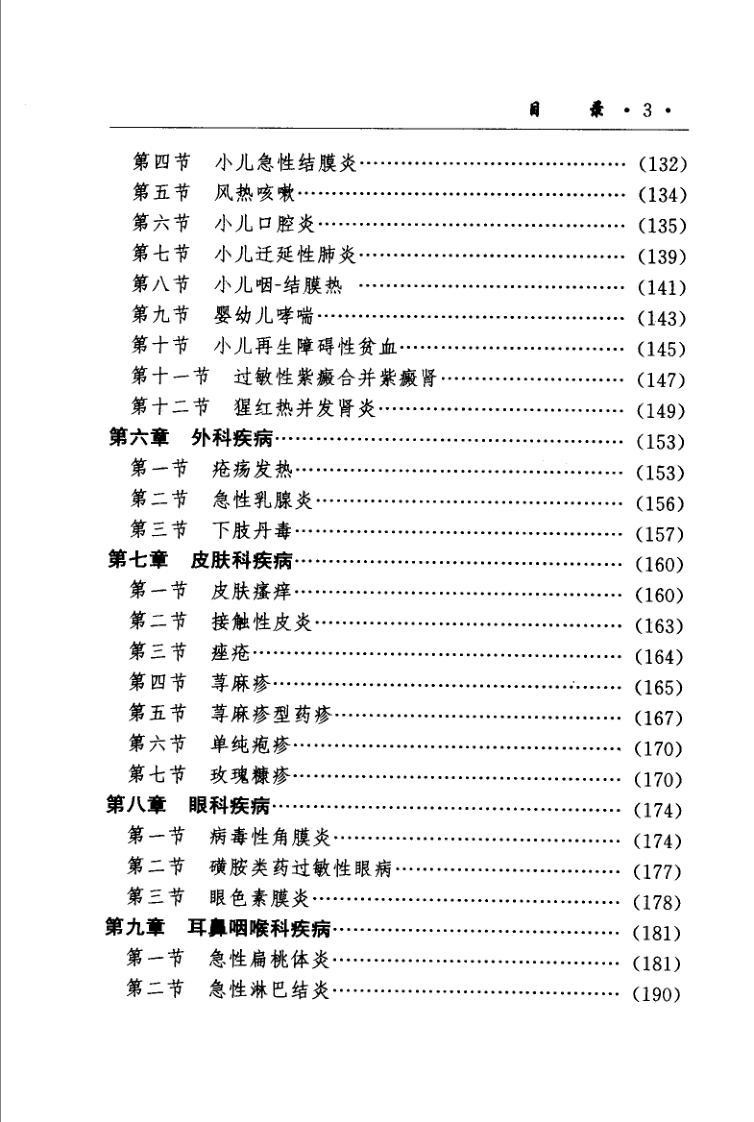 目 录 · 3 ·
第四节 小儿急性结膜炎………………………………… (132)
第五节 风热咳嗽………………………………………… (134)
第六节 小儿口腔炎……………………………………… (135)
第七节 小儿迁延性肺炎………………………………… (139)
第八节 小儿咽-结膜热 ………………………………… (141)
第九节 婴幼儿哮喘……………………………………… (143)
第十节 小儿再生障碍性贫血…………………………… (145)
第十一节 过敏性紫癜合并紫癜肾……………………… (147)
第十二节 猩红热并发肾炎……………………………… (149)
第六章 外科疾病…………………………………………… (153)
第一节 疮疡发热………………………………………… (153)
第二节 急性乳腺炎……………………………………… (156)
第三节 下肢丹毒………………………………………… (157)
第七章 皮肤科疾病………………………………………… (160)
第一节 皮肤瘙痒………………………………………… (160)
第二节 接触性皮炎……………………………………… (163)
第三节 痤疮……………………………………………… (164)
第四节 荨麻疹…………………………………………… (165)
第五节 荨麻疹型药疹…………………………………… (167)
第六节 单纯疱疹………………………………………… (170)
第七节 玫瑰糠疹………………………………………… (170)
第八章 眼科疾病…………………………………………… (174)
第一节 病毒性角膜炎…………………………………… (174)
第二节 磺胺类药过敏性眼病…………………………… (177)
第三节 眼色素膜炎……………………………………… (178)
第九章 耳鼻咽喉科疾病…………………………………… (181)
第一节 急性扁桃体炎…………………………………… (181)
第二节 急性淋巴结炎…………………………………… (190)